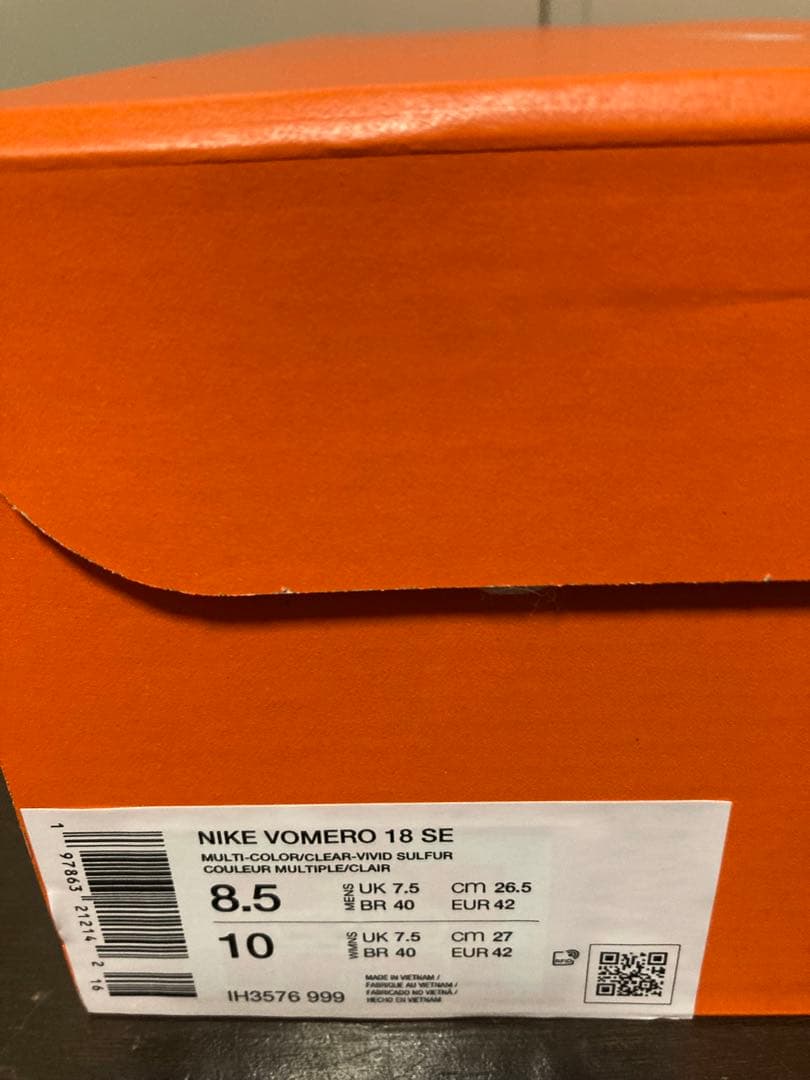 NIKE VOMERO 18 SE
MULTI-COLOR/CLEAR-VIVID SULFUR
COULEUR MULTIPLE/CLAIR
8.5 MENS UK 7.5 cm 26.5
BR 40 EUR 42
10 WMNS UK 7.5 cm 27
BR 40 EUR 42
MADE IN VIETNAM /
FABRIQUE AU VIETNAM /
FABRICADO NO VIETNÃ /
HECHO EN VIETNAM
IH3576 999
RFID
1 97863 21214 2 16